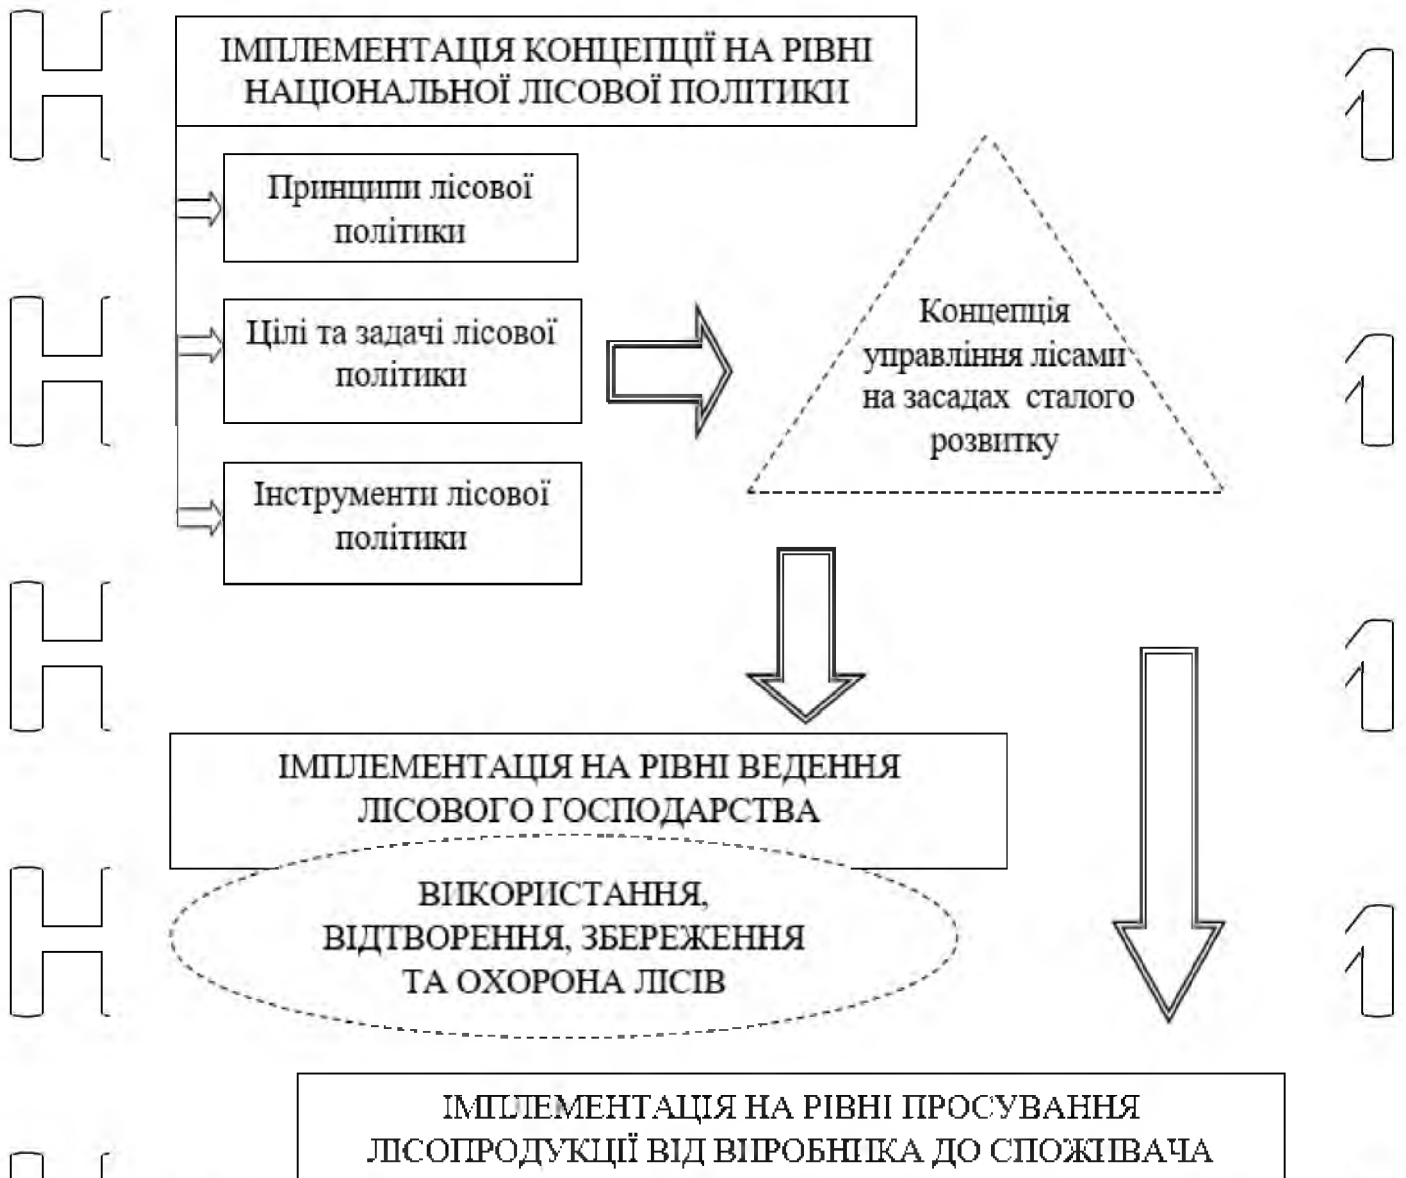 ІМПЛЕМЕНТАЦІЯ КОНЦЕПЦІЇ НА РІВНІ
НАЦІОНАЛЬНОЇ ЛІСОВОЇ ПОЛІТИКИ
Принципи лісової
політики
Цілі та задачі лісової
політики
Інструменти лісової
політики
Концепція
управління лісами
на засадах сталого
розвитку
ІМПЛЕМЕНТАЦІЯ НА РІВНІ ВЕДЕННЯ
ЛІСОВОГО ГОСПОДАРСТВА
ВИКОРИСТАННЯ,
ВІДТВОРЕННЯ, ЗБЕРЕЖЕННЯ
ТА ОХОРОНА ЛІСІВ
ІМПЛЕМЕНТАЦІЯ НА РІВНІ ПРОСУВАННЯ
ЛІСОПРОДУКЦІЇ ВІД ВИРОБНИКА ДО СПОЖИВАЧА